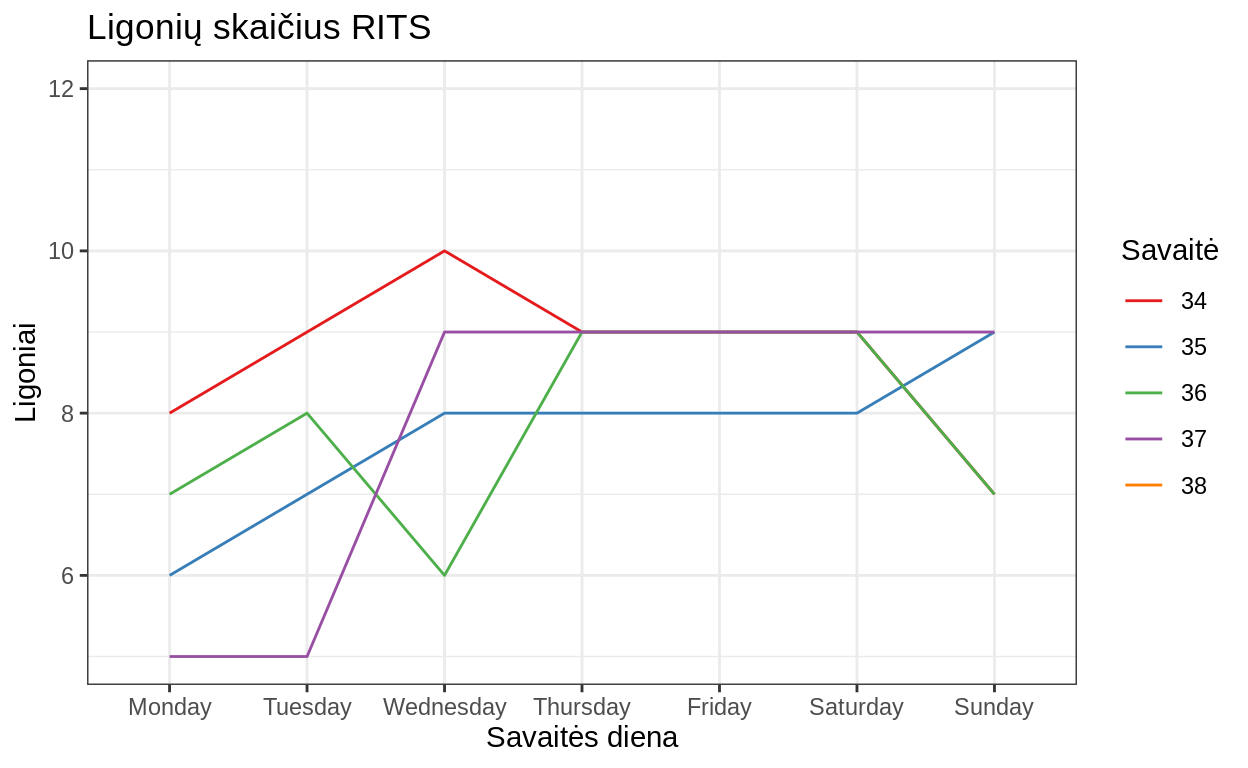 Ligonių skaičius RITS
12
10
8
6
Ligoniai
Monday Tuesday Wednesday Thursday Friday Saturday Sunday
Savaitės diena
Savaitė
34
35
36
37
38